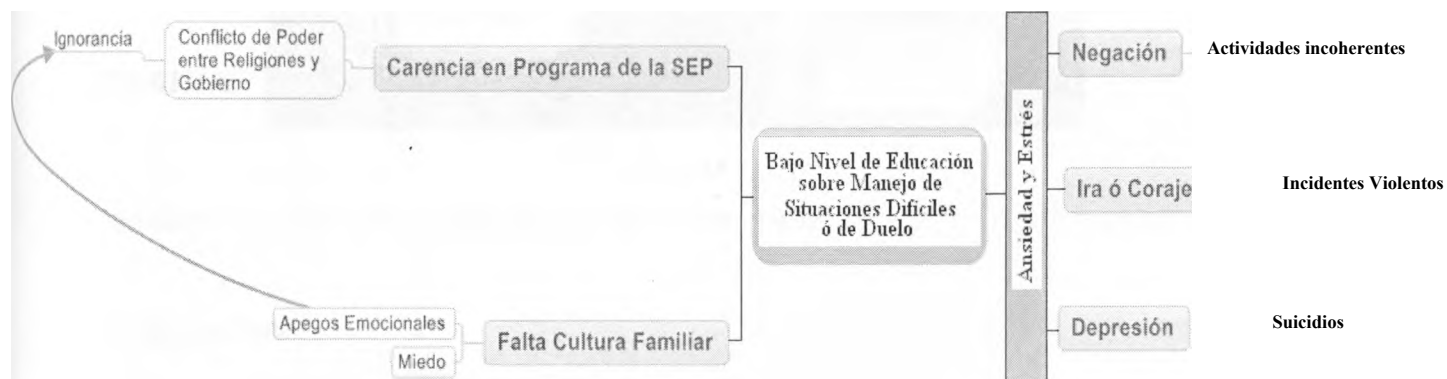 Ignorancia
Conflicto de Poder
entre Religiones y
Gobierno
Carencia en Programa de la SEP
Apegos Emocionales
Miedo
Falta Cultura Familiar
Bajo Nivel de Educación
sobre Manejo de
Situaciones Difíciles
ó de Duelo
Ansiedad y Estrés
Negación
Actividades incoherentes
Ira ó Coraje
Incidentes Violentos
Depresión
Suicidios